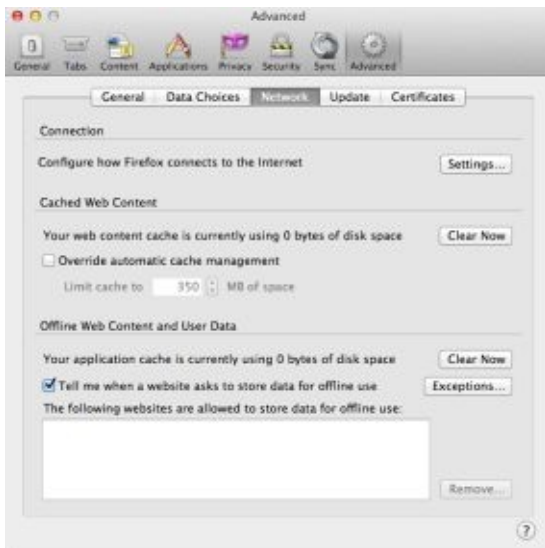 Advanced
General Tabs Content Applications Privacy Security Sync Advanced
General Data Choices Network Update Certificates
Connection
Configure how Firefox connects to the Internet Settings...
Cached Web Content
Your web content cache is currently using 0 bytes of disk space Clear Now
Override automatic cache management
Limit cache to 350 MB of space
Offline Web Content and User Data
Your application cache is currently using 0 bytes of disk space Clear Now
Tell me when a website asks to store data for offline use Exceptions...
The following websites are allowed to store data for offline use:
Remove...
?